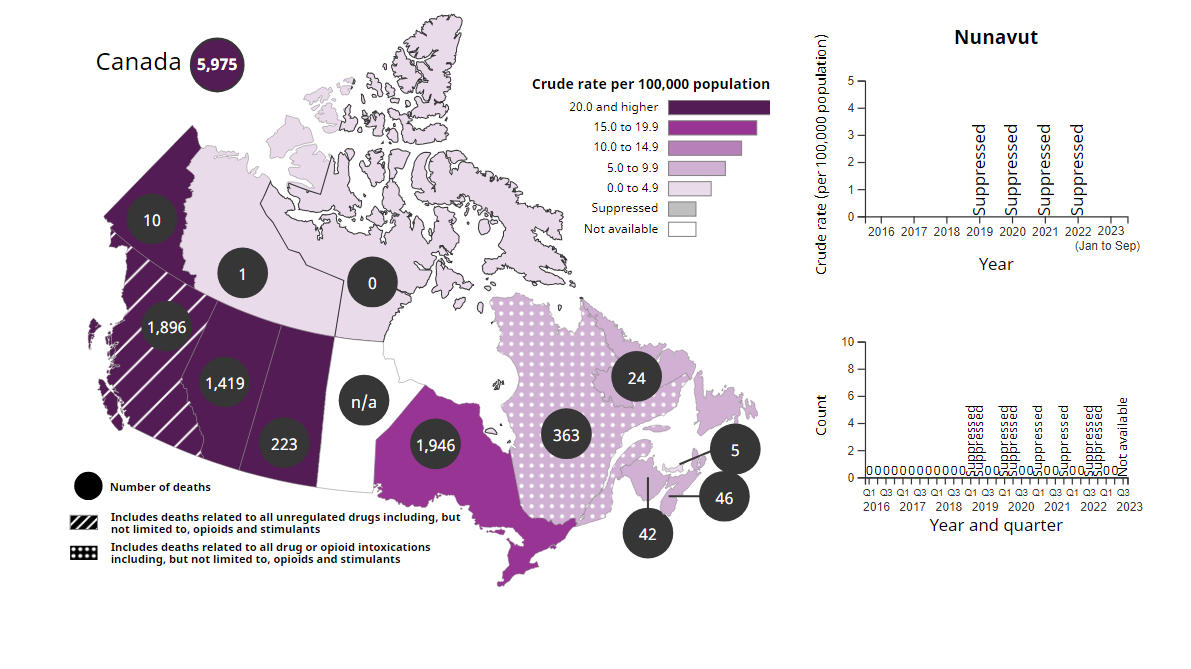 Canada 5,975
Crude rate per 100,000 population
20.0 and higher
15.0 to 19.9
10.0 to 14.9
5.0 to 9.9
0.0 to 4.9
Suppressed
Not available
10
1
0
1,896
1,419
223
n/a
1,946
363
24
5
46
42
Number of deaths
Includes deaths related to all unregulated drugs including, but
not limited to, opioids and stimulants
Includes deaths related to all drug or opioid intoxications
including, but not limited to, opioids and stimulants
Nunavut
Crude rate (per 100,000 population)
5
4
3
2
1
0
Suppressed
Suppressed
Suppressed
Suppressed
2016 2017 2018 2019 2020 2021 2022 2023
(Jan to Sep)
Year
Count
10
8
6
4
2
0
0 0 0 0 0 0 0 0 0 0 0 0
Suppressed
Suppressed
0 0
Suppressed
Suppressed
0
Suppressed
0 0
Suppressed
0 0
Suppressed
Suppressed
0 0
Not available
Q1 Q3 Q1 Q3 Q1 Q3 Q1 Q3 Q1 Q3 Q1 Q3 Q1 Q3 Q1 Q3
2016 2017 2018 2019 2020 2021 2022 2023
Year and quarter